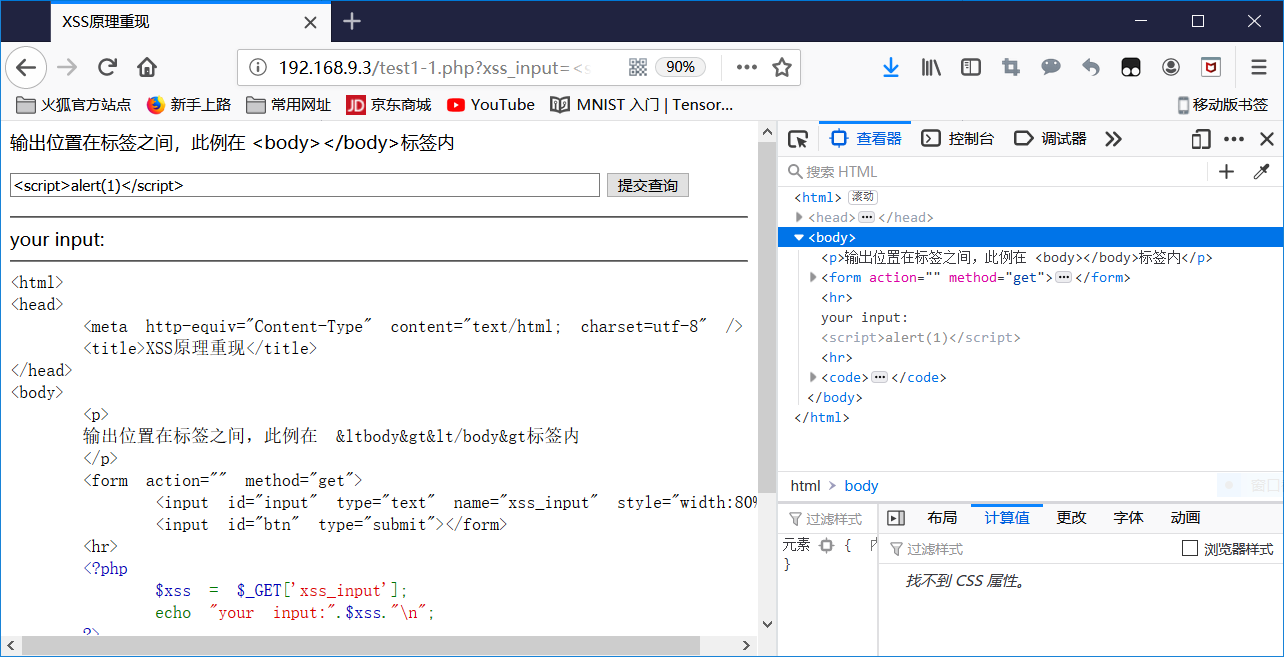 XSS原理重现
192.168.9.3/test1-1.php?xss_input=<s
90%
火狐官方站点 新手上路 常用网址 JD 京东商城 YouTube MNIST 入门 | Tensor... 移动版书签
输出位置在标签之间，此例在 <body></body>标签内
<script>alert(1)</script> 提交查询
your input:
<html>
<head>
<meta http-equiv="Content-Type" content="text/html; charset=utf-8" />
<title>XSS原理重现</title>
</head>
<body>
<p>
输出位置在标签之间，此例在 &ltbody&gt&lt/body&gt标签内
</p>
<form action="" method="get">
<input id="input" type="text" name="xss_input" style="width:80%
<input id="btn" type="submit"></form>
<hr>
<?php
$xss = $_GET['xss_input'];
echo "your input:".$xss."\n";
?>
查看器 控制台 调试器
搜索 HTML
<html> 滚动
<head> ••• </head>
<body>
<p>输出位置在标签之间，此例在 <body></body>标签内</p>
<form action="" method="get"> ••• </form>
<hr>
your input:
<script>alert(1)</script>
<hr>
<code> ••• </code>
</body>
</html>
html > body
过滤样式 布局 计算值 更改 字体 动画
元素 { 过滤样式 浏览器样式
}
找不到 CSS 属性。